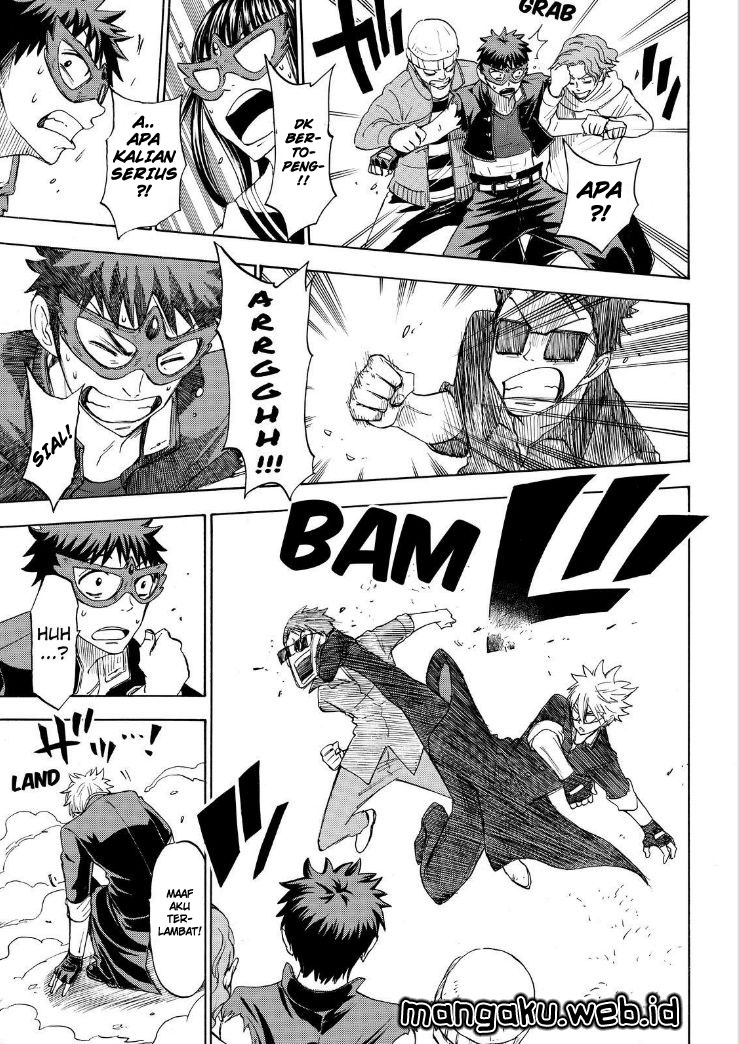 GRAB
APA
?!
DK
BER-
TO-
PENG-
!!
A..
APA
KALIAN
SERIUS
?!
A
R
R
G
G
H
H
!!!
SIAL!
BAM
HUH
...?
LAND
MAAF
AKU
TER-
LAMBAT!
mangaku.web.id